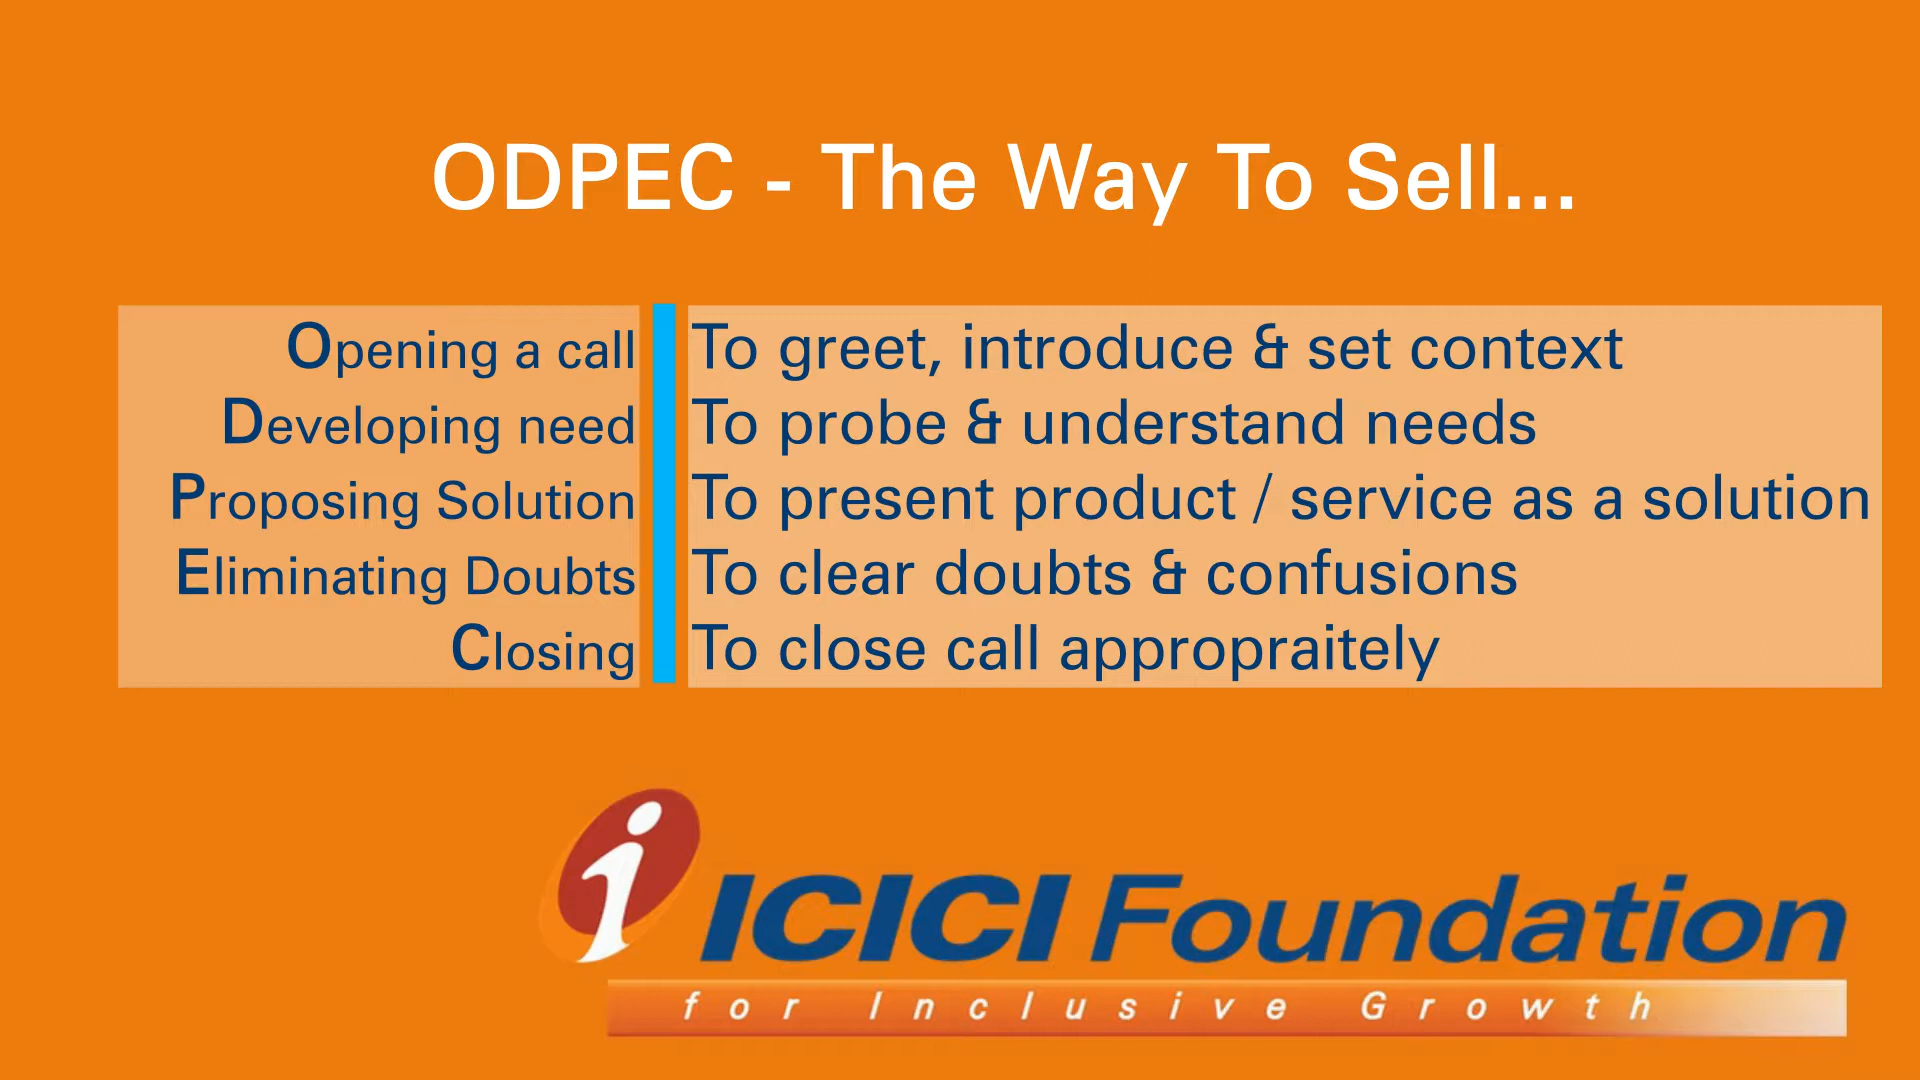 ODPEC - The Way To Sell...
Opening a call To greet, introduce & set context
Developing need To probe & understand needs
Proposing Solution To present product / service as a solution
Eliminating Doubts To clear doubts & confusions
Closing To close call appropraitely
i ICICI Foundation
for Inclusive Growth